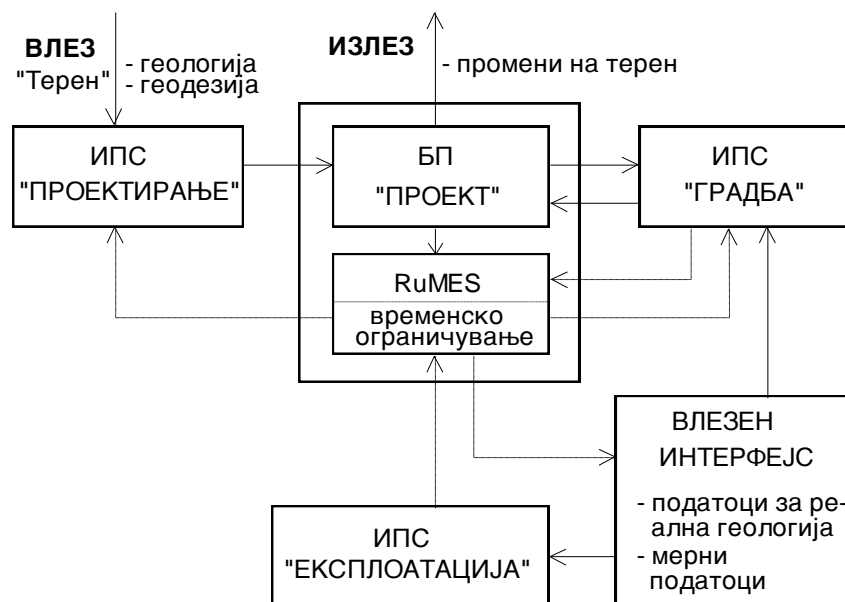 ВЛЕЗ
"Терен"
- геологија
- геодезија
ИЗЛЕЗ
- промени на терен
ИПС
"ПРОЕКТИРАЊЕ"
БП
"ПРОЕКТ"
ИПС
"ГРАДБА"
RuMES
временско
ограничување
ВЛЕЗЕН
ИНТЕРФЕЈС
- податоци за ре-
ална геологија
- мерни
податоци
ИПС
"ЕКСПЛОАТАЦИЈА"